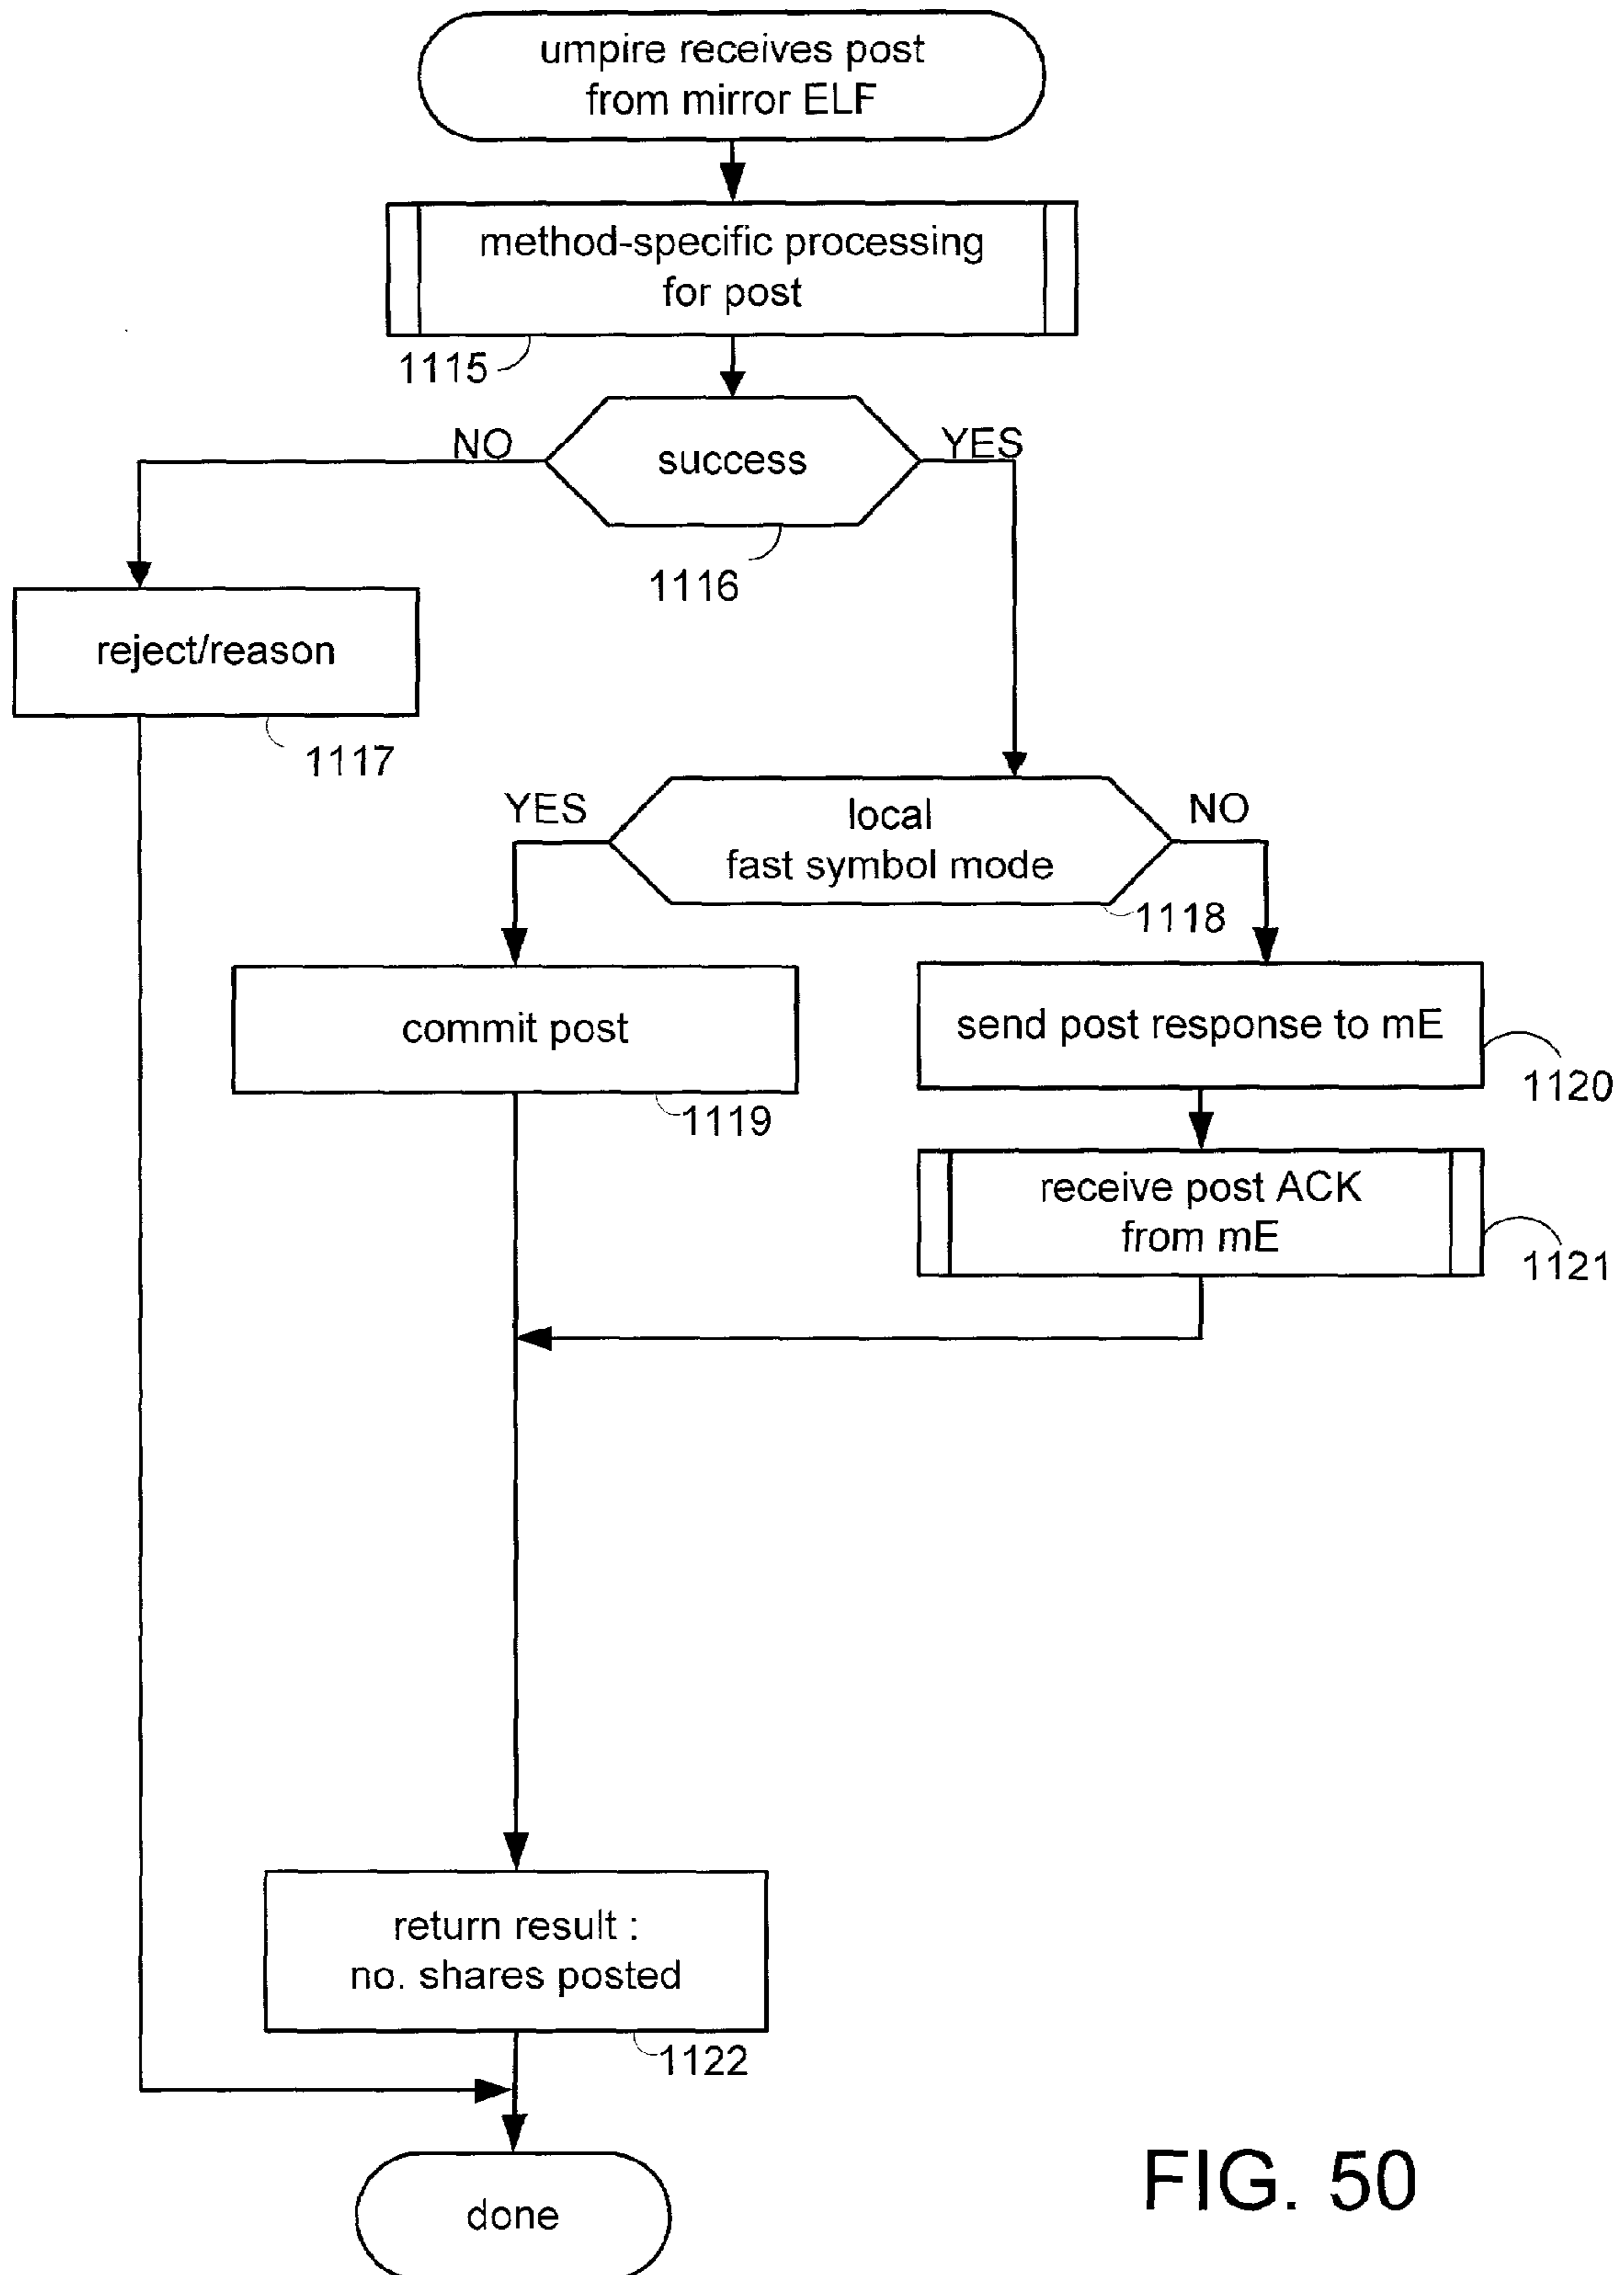 umpire receives post
from mirror ELF
method-specific processing
for post
1115
NO
success
YES
1116
reject/reason
1117
YES
local
fast symbol mode
NO
1118
commit post
1119
send post response to mE
1120
receive post ACK
from mE
1121
return result :
no. shares posted
1122
done
FIG. 50